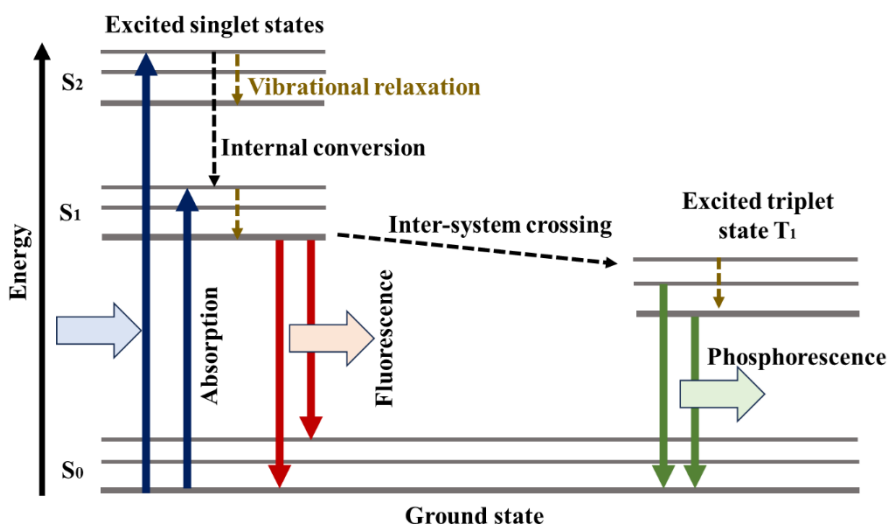 Excited singlet states
S2
Vibrational relaxation
Internal conversion
S1
Inter-system crossing
Excited triplet
state T1
Energy
Absorption
Fluorescence
Phosphorescence
S0
Ground state